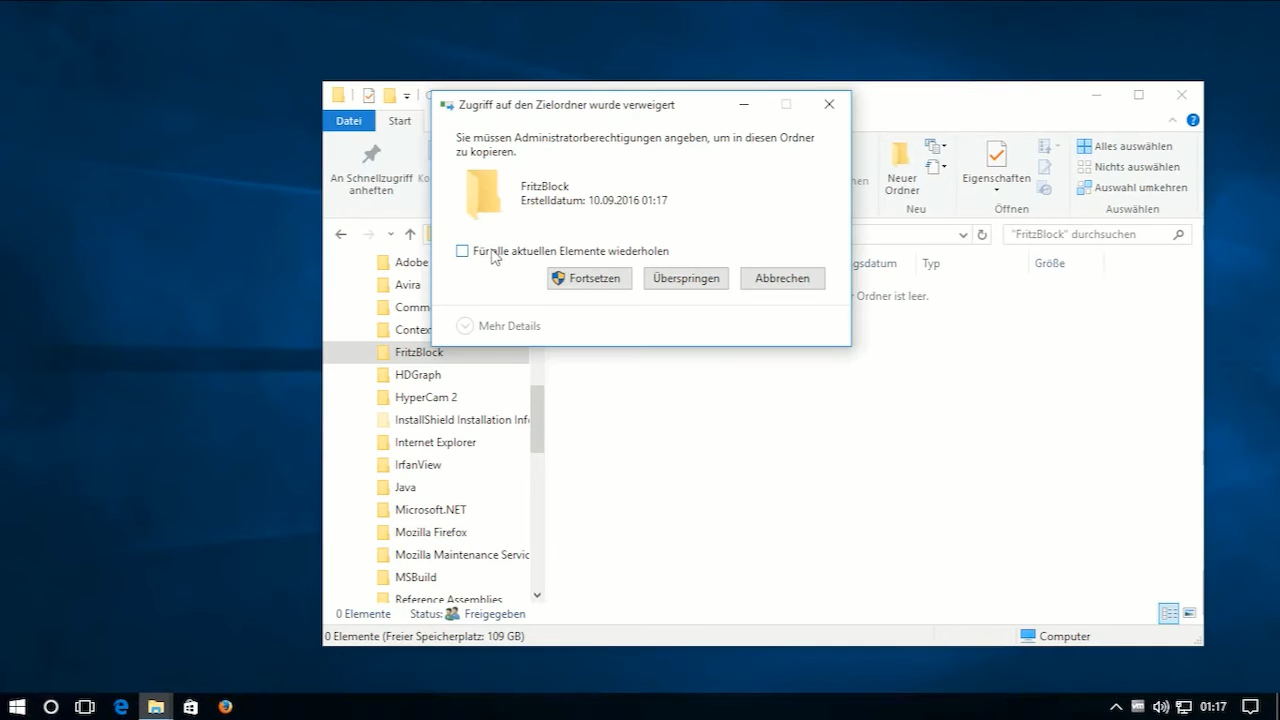 Zugriff auf den Zielordner wurde verweigert
Sie müssen Administratorberechtigungen angeben, um in diesen Ordner
zu kopieren.
FritzBlock
Erstelldatum: 10.09.2016 01:17
Für alle aktuellen Elemente wiederholen
Fortsetzen
Überspringen
Abbrechen
Mehr Details
Datei
Start
An Schnellzugriff
anheften
Neuer
Ordner
Neu
Eigenschaften
Öffnen
Alles auswählen
Nichts auswählen
Auswahl umkehren
Auswählen
"FritzBlock" durchsuchen
Typ
Größe
Ordner ist leer.
Adobe
Avira
FritzBlock
HDGraph
HyperCam 2
InstallShield Installation Inf
Internet Explorer
IrfanView
Java
Microsoft.NET
Mozilla Firefox
Mozilla Maintenance Servic
MSBuild
Reference Assemblies
0 Elemente
Status:
Freigegeben
0 Elemente (Freier Speicherplatz: 109 GB)
Computer
01:17